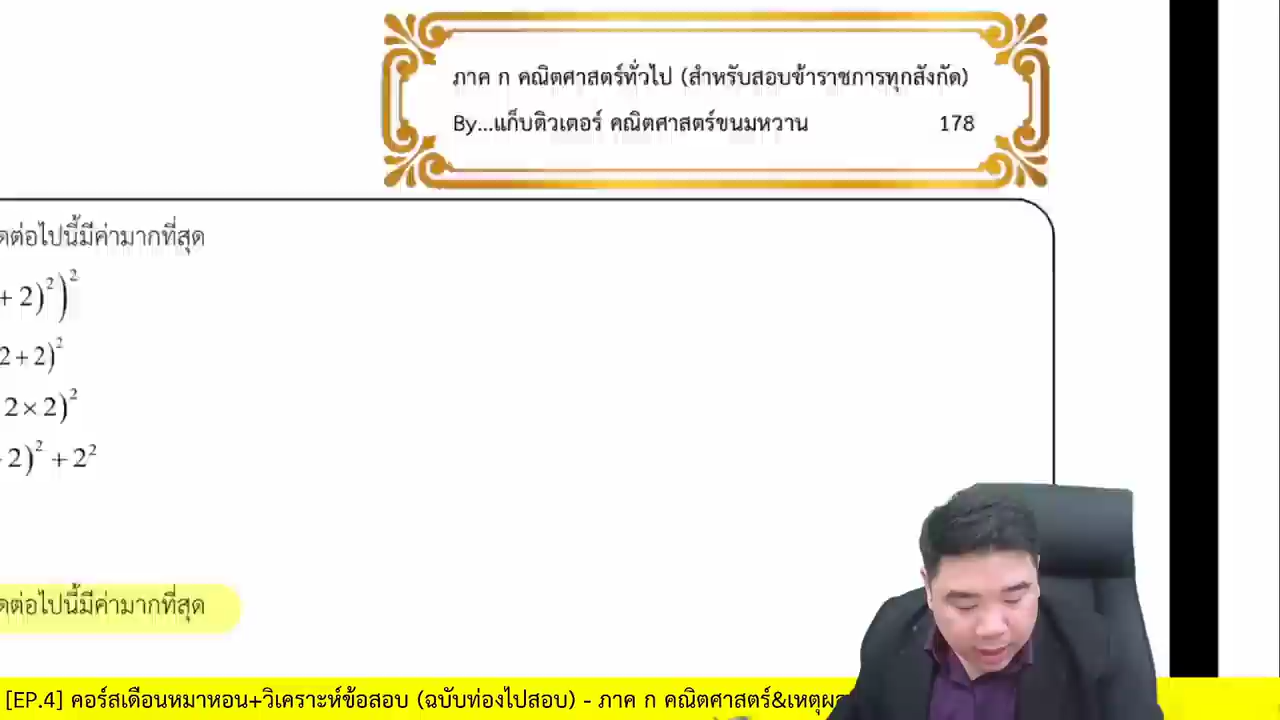 ภาค ก คณิตศาสตร์ทั่วไป (สำหรับสอบข้าราชการทุกสังกัด)
By...แก็บติวเตอร์ คณิตศาสตร์ขนมหวาน 178
ดต่อไปนี้มีค่ามากที่สุด
+ 2)²)²
2 + 2)²
2 × 2)²
2)² + 2²
ดต่อไปนี้มีค่ามากที่สุด
[EP.4] คอร์สเดือนหมาหอน+วิเคราะห์ข้อสอบ (ฉบับท่องไปสอบ) - ภาค ก คณิตศาสตร์&เหตุผ